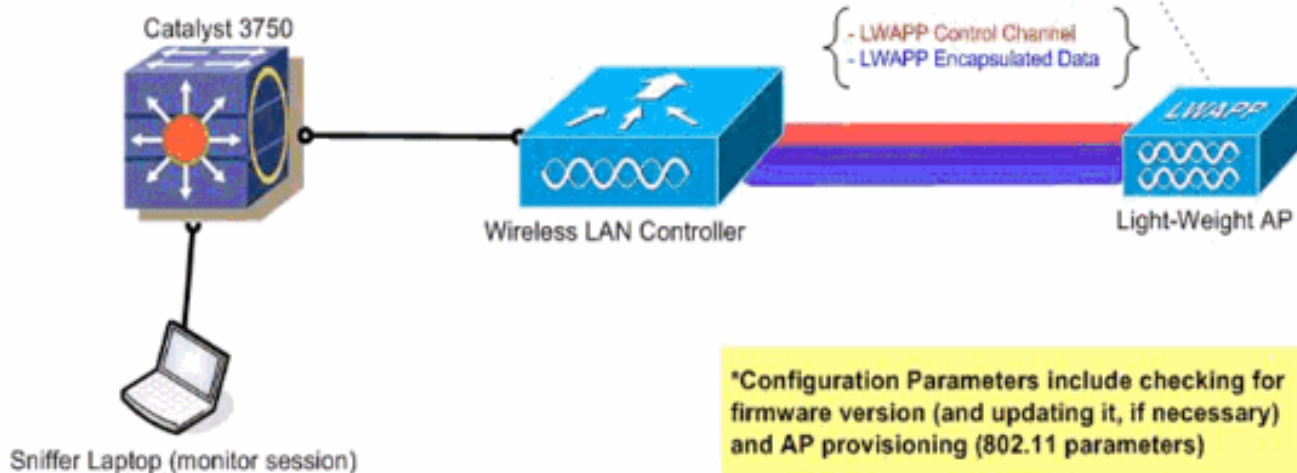 Catalyst 3750
- LWAPP Control Channel
- LWAPP Encapsulated Data
LWAPP
Wireless LAN Controller
Light-Weight AP
Sniffer Laptop (monitor session)
*Configuration Parameters include checking for
firmware version (and updating it, if necessary)
and AP provisioning (802.11 parameters)